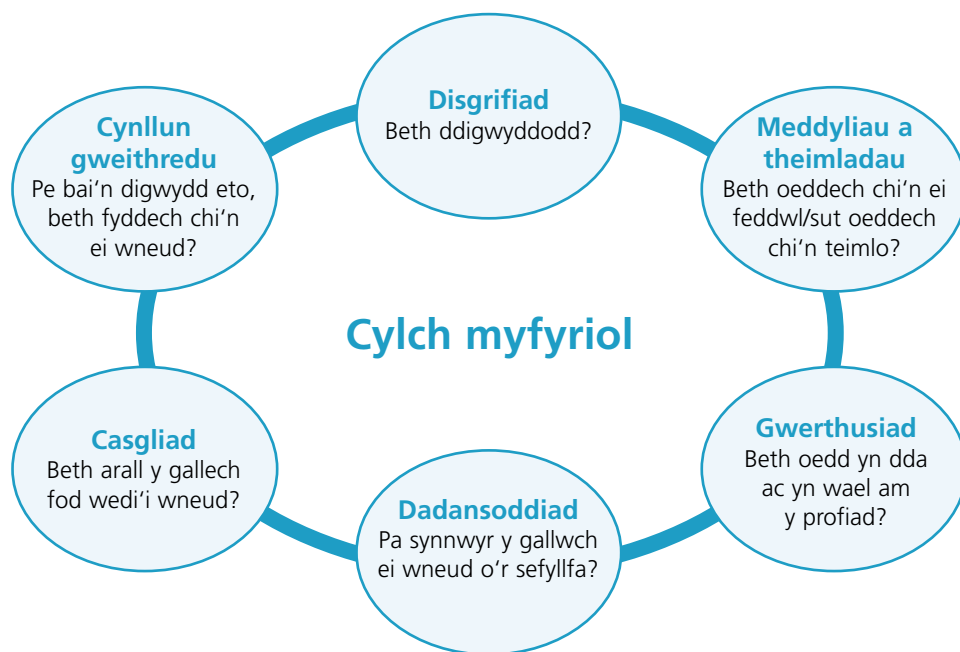 Disgrifiad
Beth ddigwyddodd?
Meddyliau a
theimladau
Beth oeddech chi‘n ei
feddwl/sut oeddech
chi‘n teimlo?
Gwerthusiad
Beth oedd yn dda
ac yn wael am
y profiad?
Dadansoddiad
Pa synnwyr y gallwch
ei wneud o‘r sefyllfa?
Casgliad
Beth arall y gallech
fod wedi‘i wneud?
Cynllun
gweithredu
Pe bai‘n digwydd eto,
beth fyddech chi‘n
ei wneud?
Cylch myfyriol